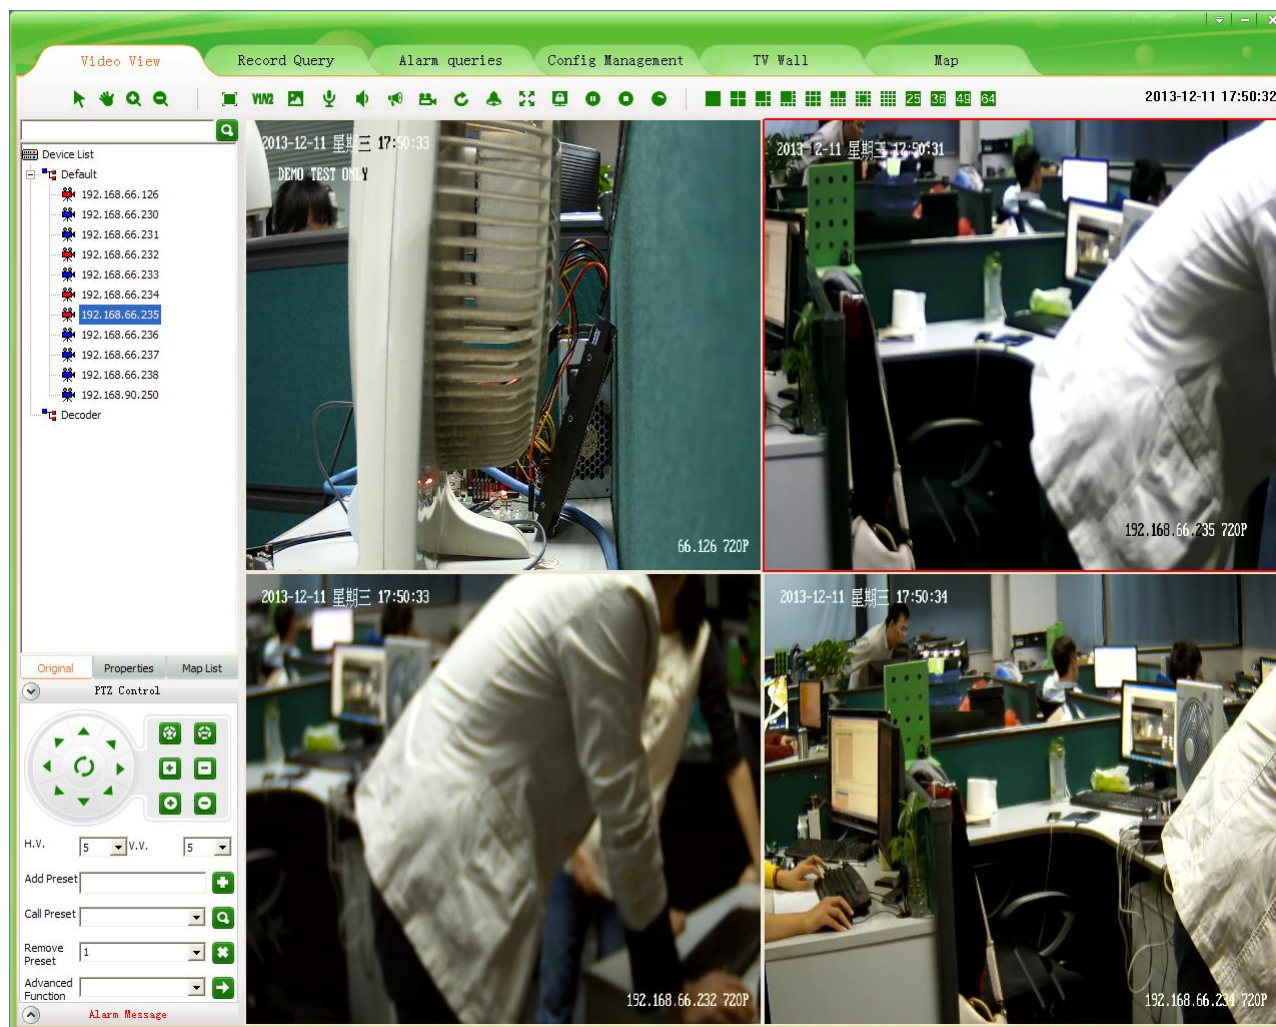 Video View
Record Query
Alarm queries
Config Management
TV Wall
Map
V1V2
25
36
49
64
2013-12-11 17:50:32
Device List
Default
192.168.66.126
192.168.66.230
192.168.66.231
192.168.66.232
192.168.66.233
192.168.66.234
192.168.66.235
192.168.66.236
192.168.66.237
192.168.66.238
192.168.90.250
Decoder
2013-12-11 星期三 17:50:33
DEMO TEST ONLY
66.126 720P
2013-12-11 星期三 17:50:31
192.168.66.235 720P
2013-12-11 星期三 17:50:33
192.168.66.232 720P
2013-12-11 星期三 17:50:34
192.168.66.234 720P
Original
Properties
Map List
PTZ Control
H.V.
5
V.V.
5
Add Preset
Call Preset
Remove
Preset
1
Advanced
Function
Alarm Message